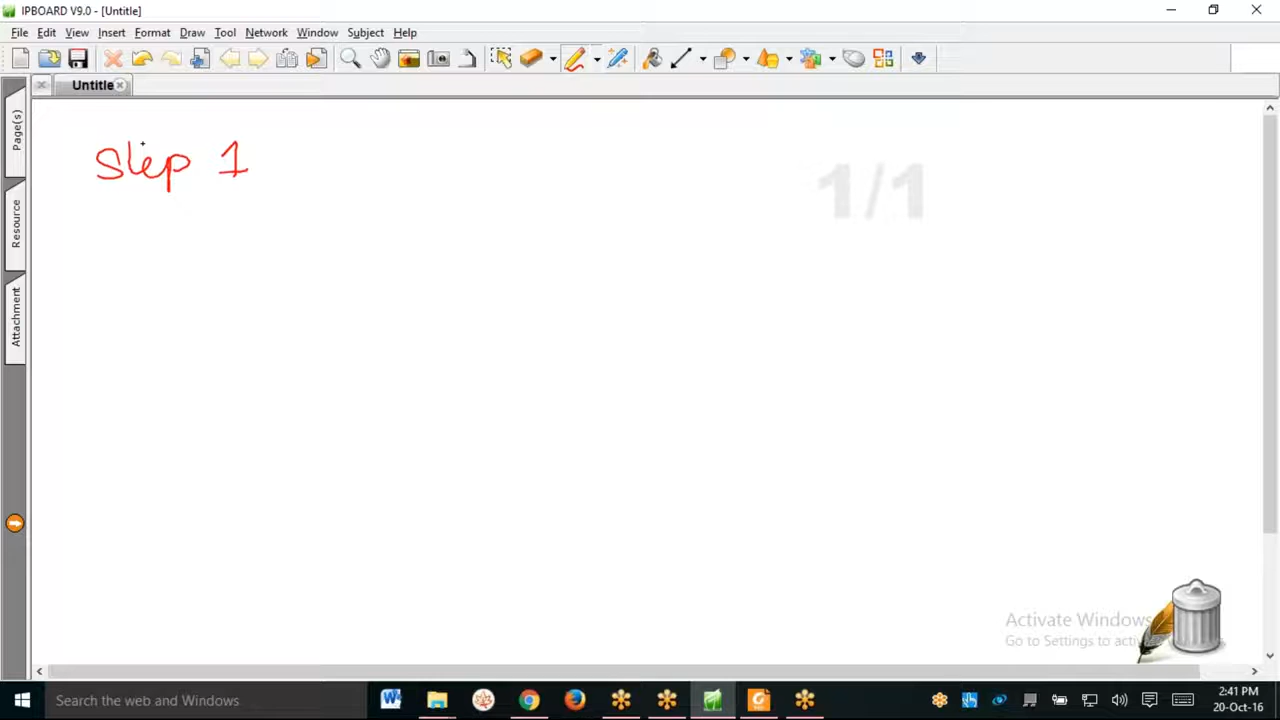 IPBOARD V9.0 - [Untitle]
File Edit View Insert Format Draw Tool Network Window Subject Help
Untitle
Page(s)
Resource
Attachment
Step 1
1/1
Activate Windows
Go to Settings to activ
Search the web and Windows
2:41 PM
20-Oct-16